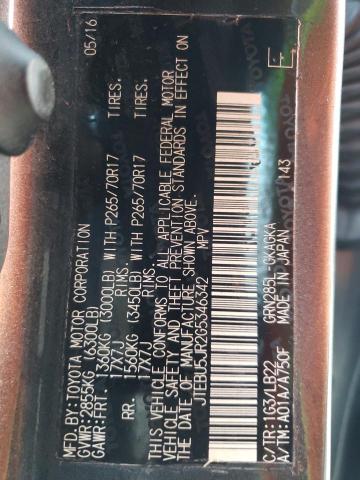 MFD.BY:TOYOTA MOTOR CORPORATION 05/16
GVWR:2855KG (6300LB)
GAWR:FRT. 1360KG (3000LB) WITH P265/70R17 TIRES.
17X7J RIMS.
RR. 1560KG (3450LB) WITH P265/70R17 TIRES.
17X7J RIMS.
THIS VEHICLE CONFORMS TO ALL APPLICABLE FEDERAL MOTOR
VEHICLE SAFETY AND THEFT PREVENTION STANDARDS IN EFFECT ON
THE DATE OF MANUFACTURE SHOWN ABOVE.
JTEBU5JR2G5346342 MPV
C/TR:1G3/LB22 GRN285L-GKAGKA
A/TM:A01A/A750F MADE IN JAPAN
143